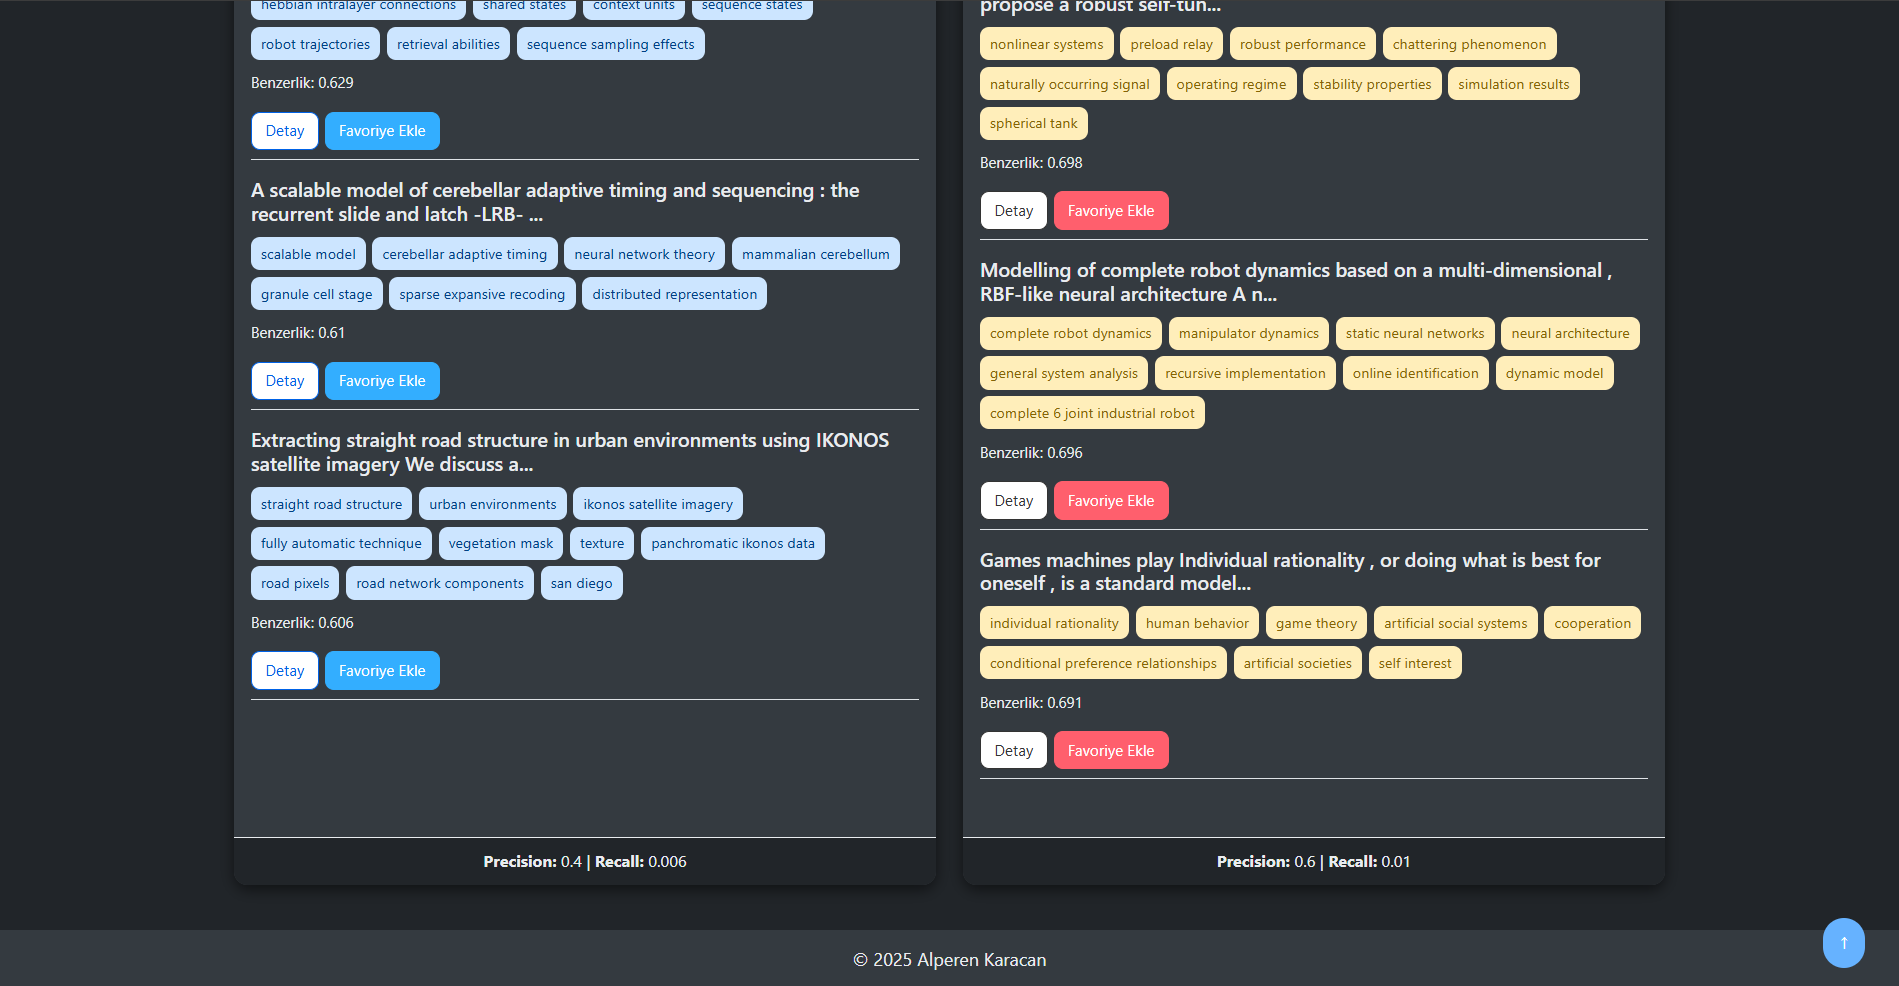 hebbian intralayer connections shared states context units sequence states
robot trajectories retrieval abilities sequence sampling effects
Benzerlik: 0.629
Detay Favoriye Ekle
A scalable model of cerebellar adaptive timing and sequencing : the
recurrent slide and latch -LRB- ...
scalable model cerebellar adaptive timing neural network theory mammalian cerebellum
granule cell stage sparse expansive recoding distributed representation
Benzerlik: 0.61
Detay Favoriye Ekle
Extracting straight road structure in urban environments using IKONOS
satellite imagery We discuss a...
straight road structure urban environments ikonos satellite imagery
fully automatic technique vegetation mask texture panchromatic ikonos data
road pixels road network components san diego
Benzerlik: 0.606
Detay Favoriye Ekle
Precision: 0.4 | Recall: 0.006
propose a robust self-tun...
nonlinear systems preload relay robust performance chattering phenomenon
naturally occurring signal operating regime stability properties simulation results
spherical tank
Benzerlik: 0.698
Detay Favoriye Ekle
Modelling of complete robot dynamics based on a multi-dimensional ,
RBF-like neural architecture A n...
complete robot dynamics manipulator dynamics static neural networks neural architecture
general system analysis recursive implementation online identification dynamic model
complete 6 joint industrial robot
Benzerlik: 0.696
Detay Favoriye Ekle
Games machines play Individual rationality , or doing what is best for
oneself , is a standard model...
individual rationality human behavior game theory artificial social systems cooperation
conditional preference relationships artificial societies self interest
Benzerlik: 0.691
Detay Favoriye Ekle
Precision: 0.6 | Recall: 0.01
© 2025 Alperen Karacan
↑